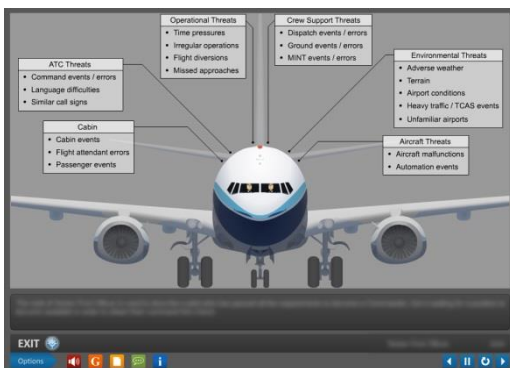 Operational Threats
• Time pressures
• Irregular operations
• Flight diversions
• Missed approaches
Crew Support Threats
• Dispatch events / errors
• Ground events / errors
• MINT events / errors
ATC Threats
• Command events / errors
• Language difficulties
• Similar call signs
Environmental Threats
• Adverse weather
• Terrain
• Airport conditions
• Heavy traffic / TCAS events
• Unfamiliar airports
Cabin
• Cabin events
• Flight attendant errors
• Passenger events
Aircraft Threats
• Aircraft malfunctions
• Automation events
EXIT
Options
G
i